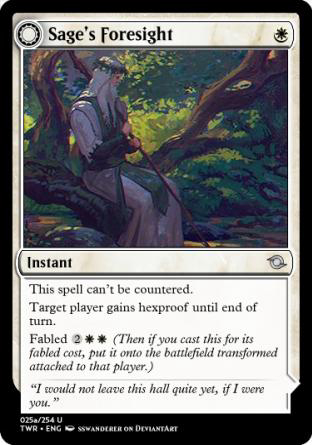 Sage's Foresight
Instant
This spell can't be countered.
Target player gains hexproof until end of
turn.
Fabled 2 (Then if you cast this for its
fabled cost, put it onto the battlefield transformed
attached to that player.)
"I would not leave this hall quite yet, if I were
you."
025a/254 U
TWR • ENG SSWANDERER ON DEVIANTART